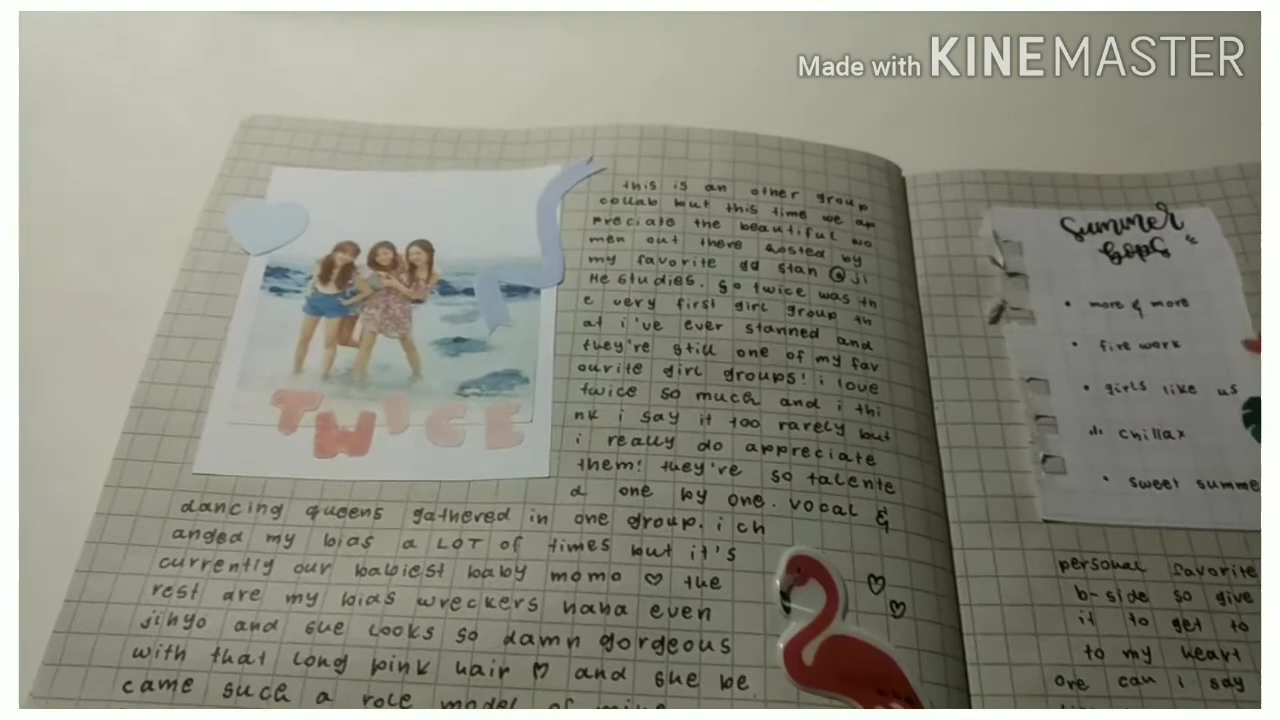 Made with KINEMASTER
this is an other group
collab but this time we ap
preciate the beautiful wo
men out there hosted by
my favorite gg stan @ji
He studies. so twice was th
e very first girl group th
at i've ever stanned and
they're still one of my fav
ourite girl groups! i love
twice so much and i thi
nk i say it too rarely but
i really do appreciate
them! they're so talente
d one by one. vocal &
dancing queens gathered in one group. i ch
anged my bias a LOT of times but it's
currently our babiest baby momo ♡ the
rest are my bias wreckers haha even
jihyo and she looks so damn gorgeous
with that long pink hair ♡ and she be
came such a role model of mine
TWICE
summer
bops
• more & more
• fire work
• girls like us
• chillax
• sweet summe
personal favorite
b-side so give
it to get to
to my heart
ore can i say